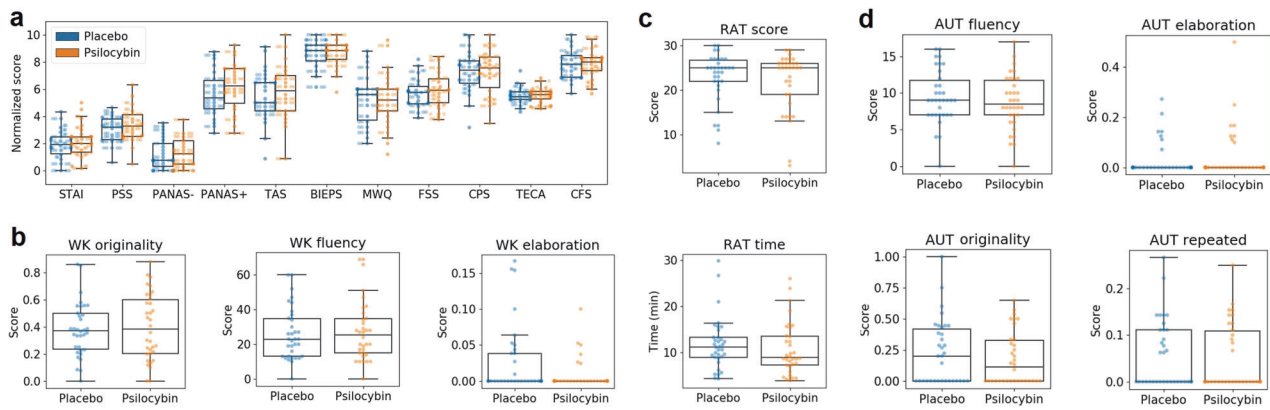 a
Placebo
Psilocybin
Normalized score
10
8
6
4
2
0
STAI PSS PANAS- PANAS+ TAS BIEPS MWQ FSS CPS TECA CFS
b
WK originality
Score
0.8
0.6
0.4
0.2
0.0
Placebo Psilocybin
WK fluency
Score
60
40
20
0
Placebo Psilocybin
WK elaboration
Score
0.15
0.10
0.05
0.00
Placebo Psilocybin
c
RAT score
Score
30
20
10
Placebo Psilocybin
RAT time
Time (min)
30
20
10
Placebo Psilocybin
d
AUT fluency
Score
15
10
5
0
Placebo Psilocybin
AUT elaboration
Score
0.4
0.2
0.0
Placebo Psilocybin
AUT originality
Score
1.00
0.75
0.50
0.25
0.00
Placebo Psilocybin
AUT repeated
Score
0.2
0.1
0.0
Placebo Psilocybin